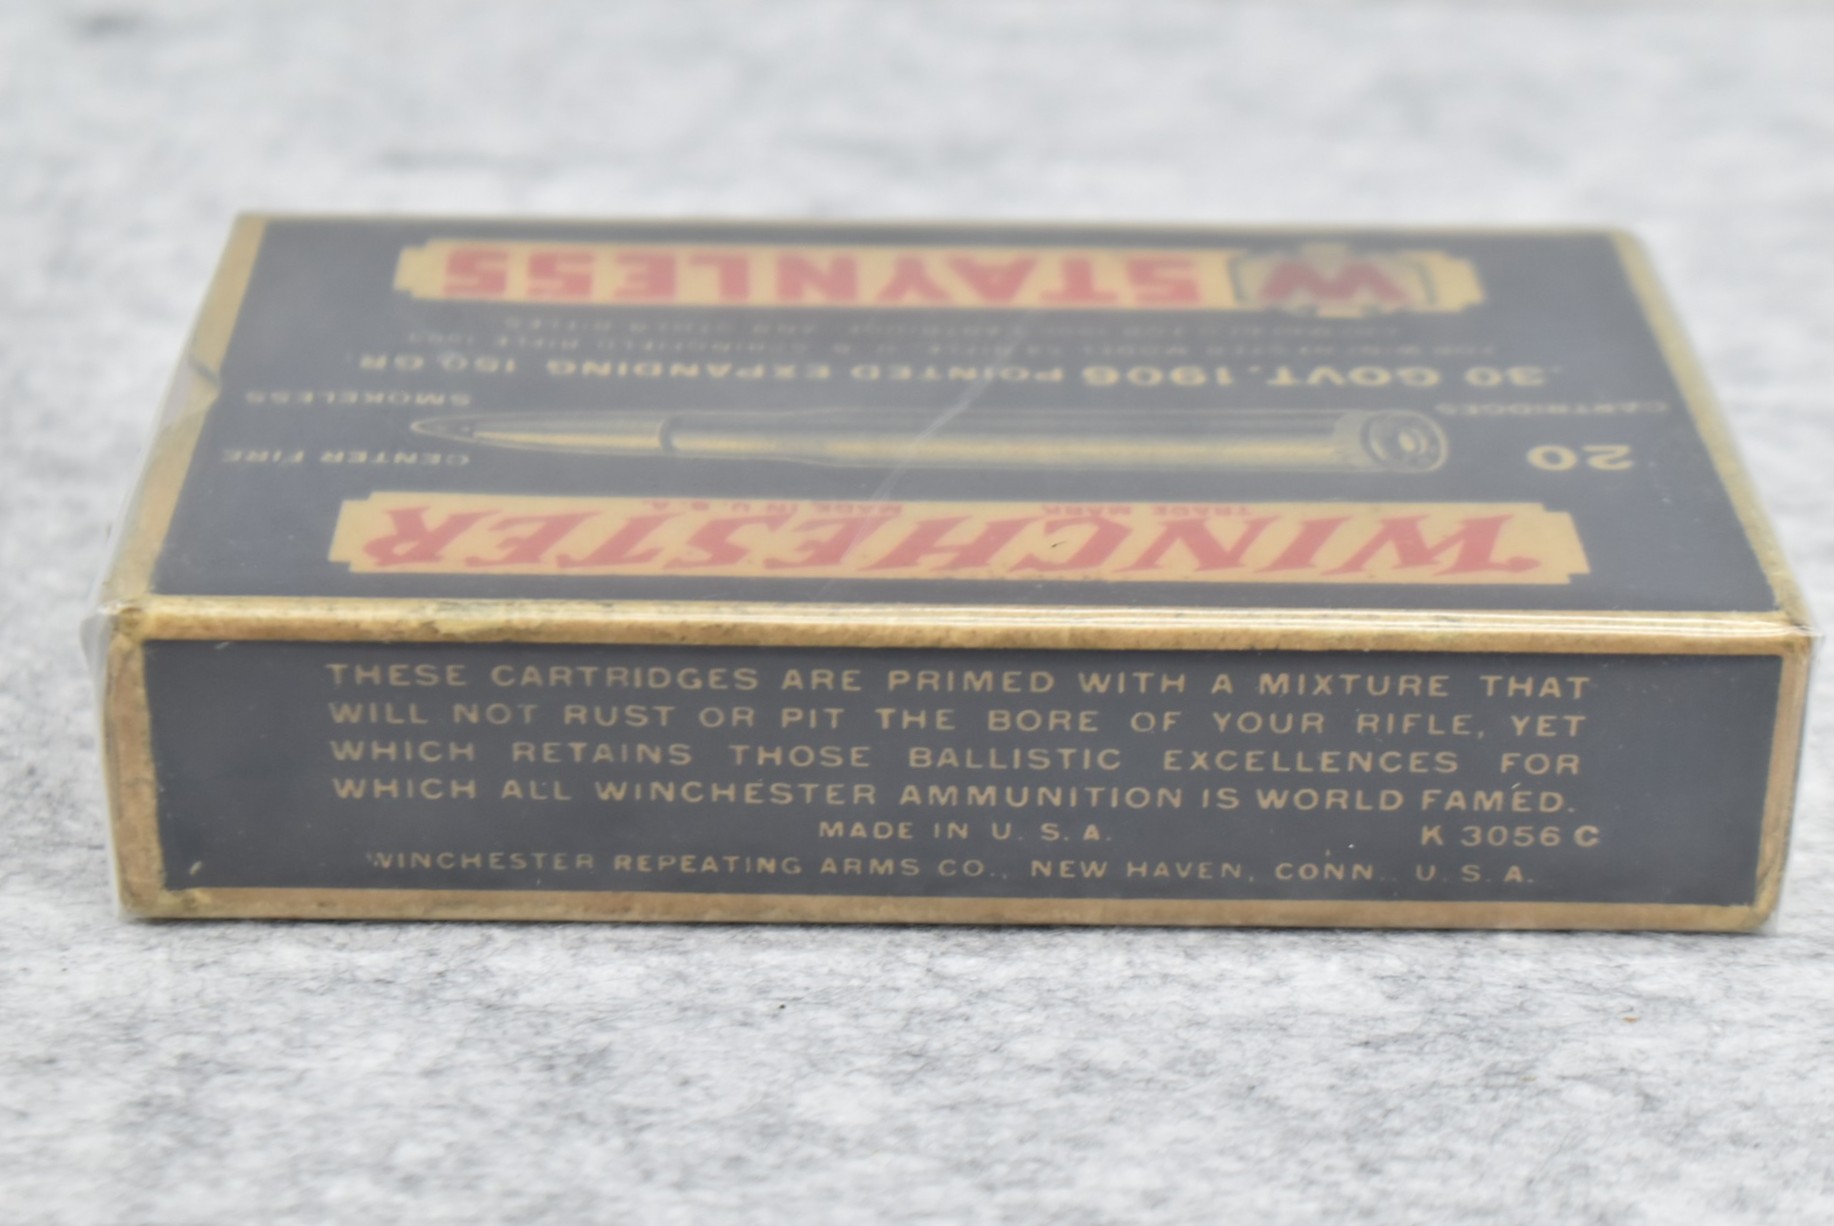 STAYNLESS
W
.30 GOVT. 1906 POINTED EXPANDING 150 GR.
CARTRIDGES
20
SMOKELESS
CENTER FIRE
WINCHESTER
TRADE MARK MADE IN U.S.A.
THESE CARTRIDGES ARE PRIMED WITH A MIXTURE THAT
WILL NOT RUST OR PIT THE BORE OF YOUR RIFLE, YET
WHICH RETAINS THOSE BALLISTIC EXCELLENCES FOR
WHICH ALL WINCHESTER AMMUNITION IS WORLD FAMED.
MADE IN U. S. A. K 3056 C
WINCHESTER REPEATING ARMS CO., NEW HAVEN, CONN. U. S. A.